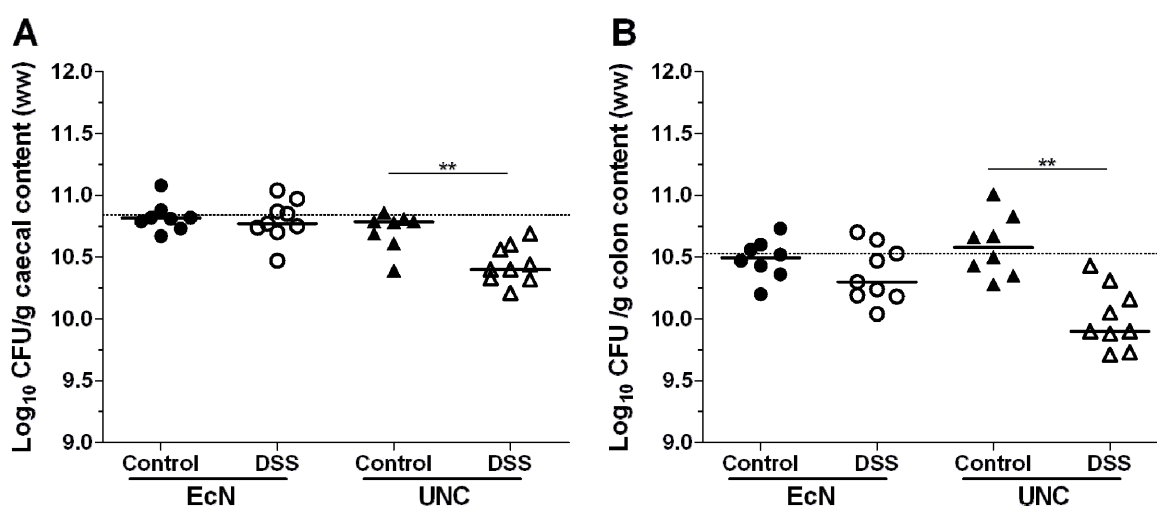 A
Log10 CFU/g caecal content (ww)
12.0
11.5
11.0
10.5
10.0
9.5
9.0
**
Control DSS Control DSS
EcN UNC
B
Log10 CFU /g colon content (ww)
12.0
11.5
11.0
10.5
10.0
9.5
9.0
**
Control DSS Control DSS
EcN UNC